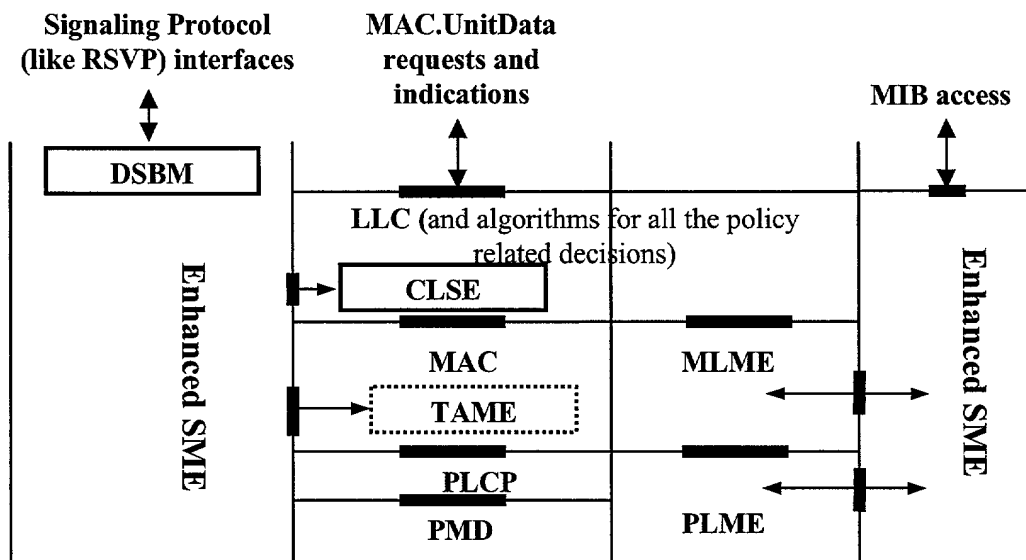 Signaling Protocol
(like RSVP) interfaces
MAC.UnitData
requests and
indications
MIB access
DSBM
LLC (and algorithms for all the policy
related decisions)
Enhanced SME
CLSE
Enhanced SME
MAC
MLME
TAME
PLCP
PMD
PLME